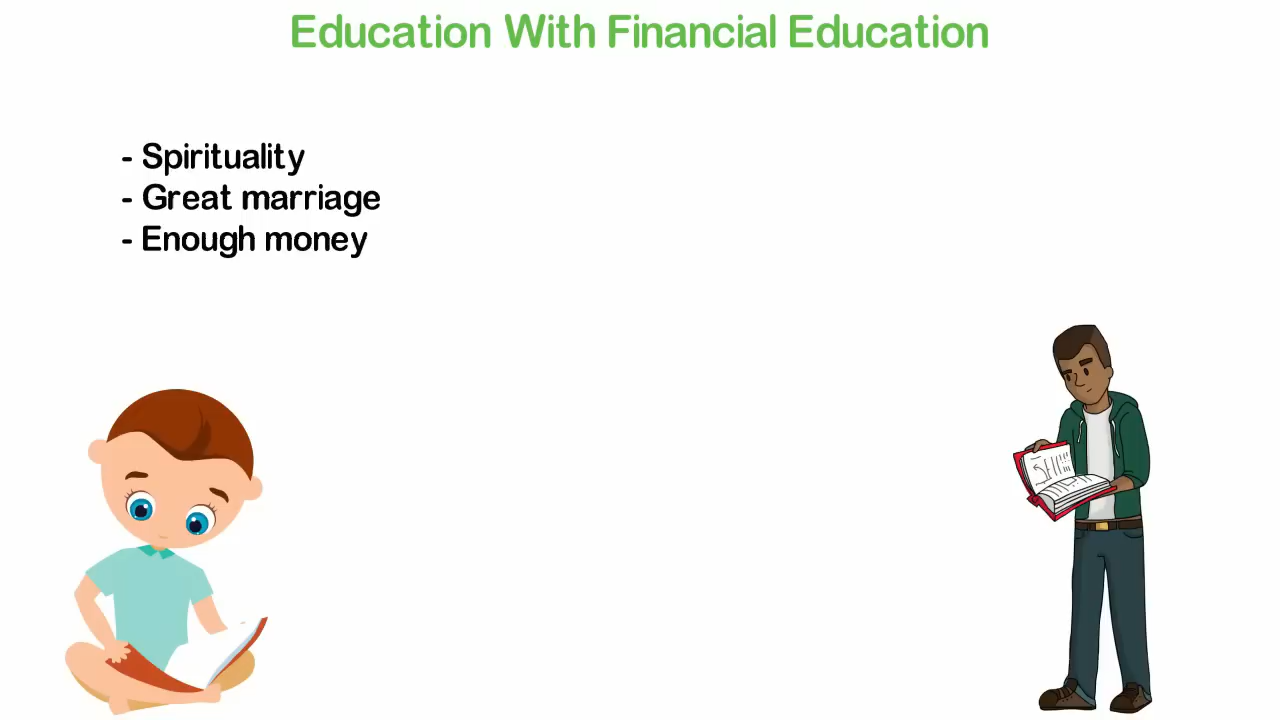 Education With Financial Education
- Spirituality
- Great marriage
- Enough money